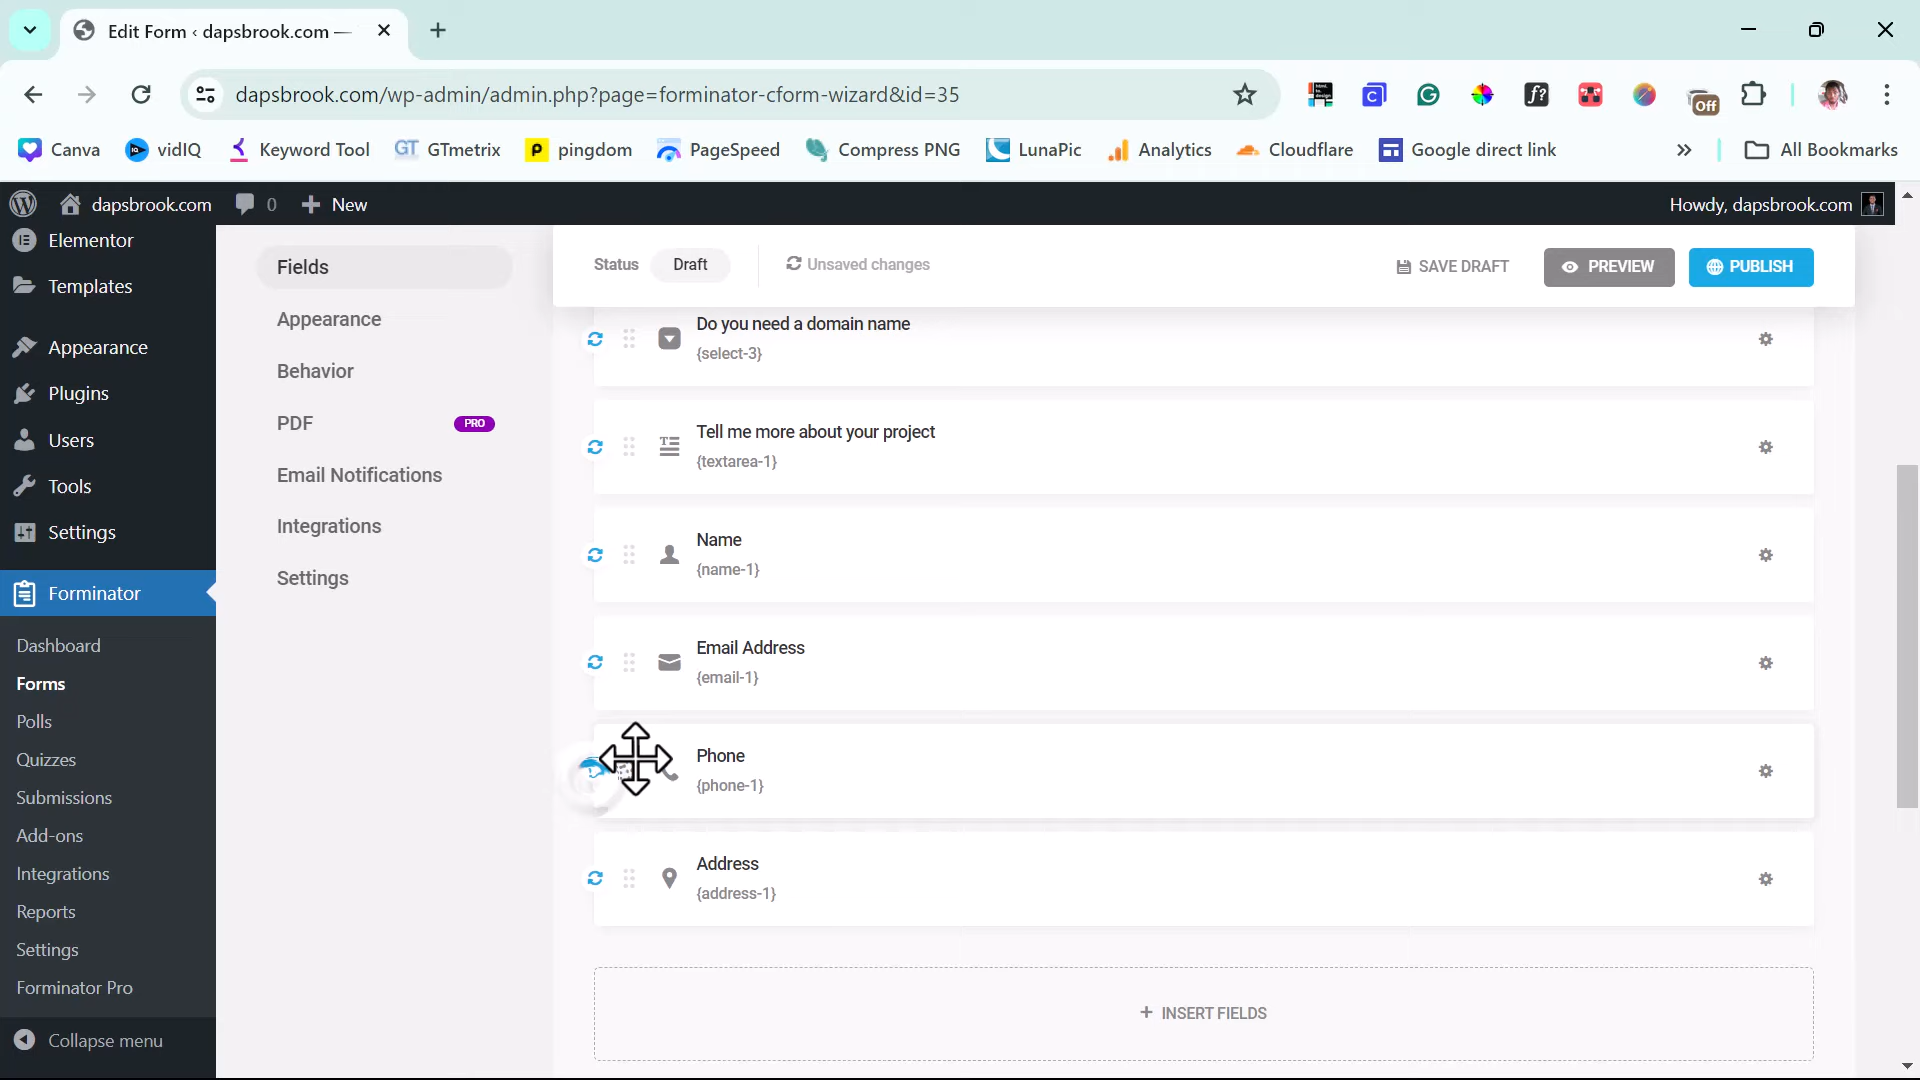 Edit Form ‹ dapsbrook.com —
dapsbrook.com/wp-admin/admin.php?page=forminator-cform-wizard&id=35
f?
Off
Canva
vidIQ
Keyword Tool
GT
GTmetrix
p
pingdom
PageSpeed
Compress PNG
LunaPic
Analytics
Cloudflare
Google direct link
»
All Bookmarks
dapsbrook.com
0
New
Howdy, dapsbrook.com
Elementor
Templates
Appearance
Plugins
Users
Tools
Settings
Forminator
Dashboard
Forms
Polls
Quizzes
Submissions
Add-ons
Integrations
Reports
Settings
Forminator Pro
Collapse menu
Fields
Appearance
Behavior
PDF
PRO
Email Notifications
Integrations
Settings
Status
Draft
Unsaved changes
SAVE DRAFT
PREVIEW
PUBLISH
Do you need a domain name
{select-3}
Tell me more about your project
{textarea-1}
Name
{name-1}
Email Address
{email-1}
Phone
{phone-1}
Address
{address-1}
+ INSERT FIELDS